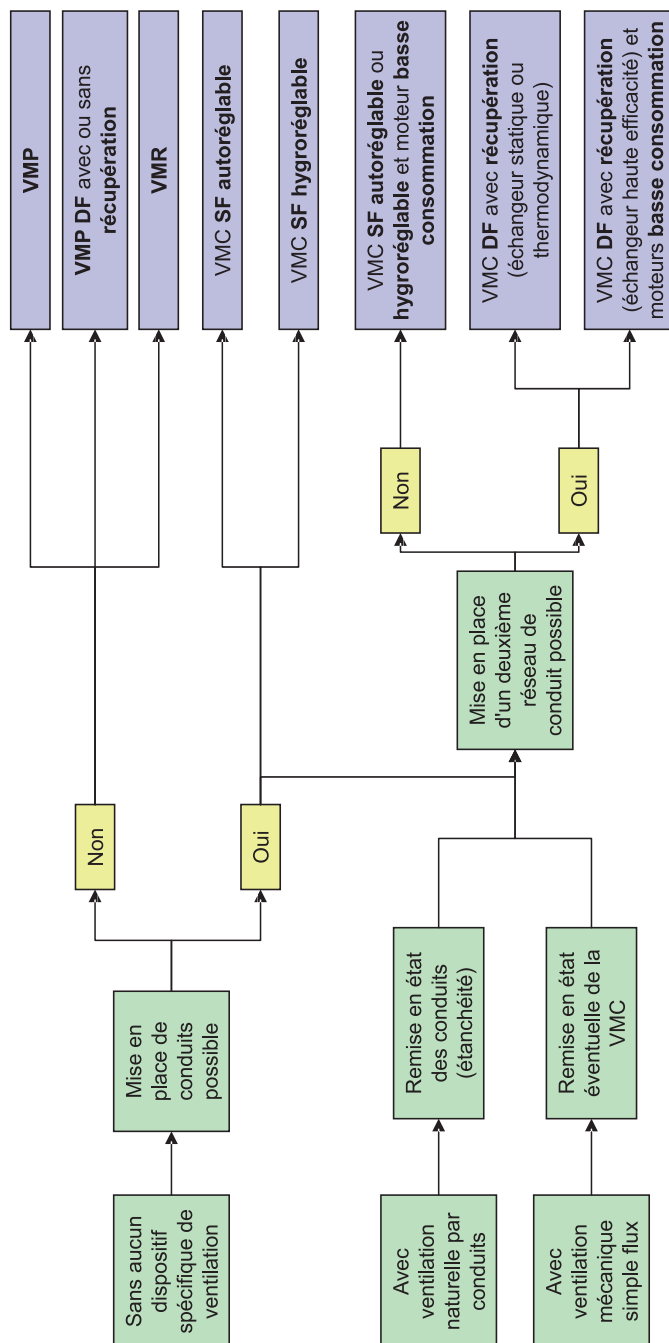 Sans aucun
dispositif
spécifique de
ventilation
Mise en
place de
conduits
possible
Non
Oui
VMP
VMP DF avec ou sans
récupération
VMR
VMC SF autoréglable
VMC SF hygroréglable
Avec
ventilation
naturelle par
conduits
Remise en état
des conduits
(étanchéité)
Avec
ventilation
mécanique
simple flux
Remise en état
éventuelle de la
VMC
Mise en place
d'un deuxième
réseau de
conduit possible
Non
Oui
VMC SF autoréglable ou
hygroréglable et moteur basse
consommation
VMC DF avec récupération
(échangeur statique ou
thermodynamique)
VMC DF avec récupération
(échangeur haute efficacité) et
moteurs basse consommation